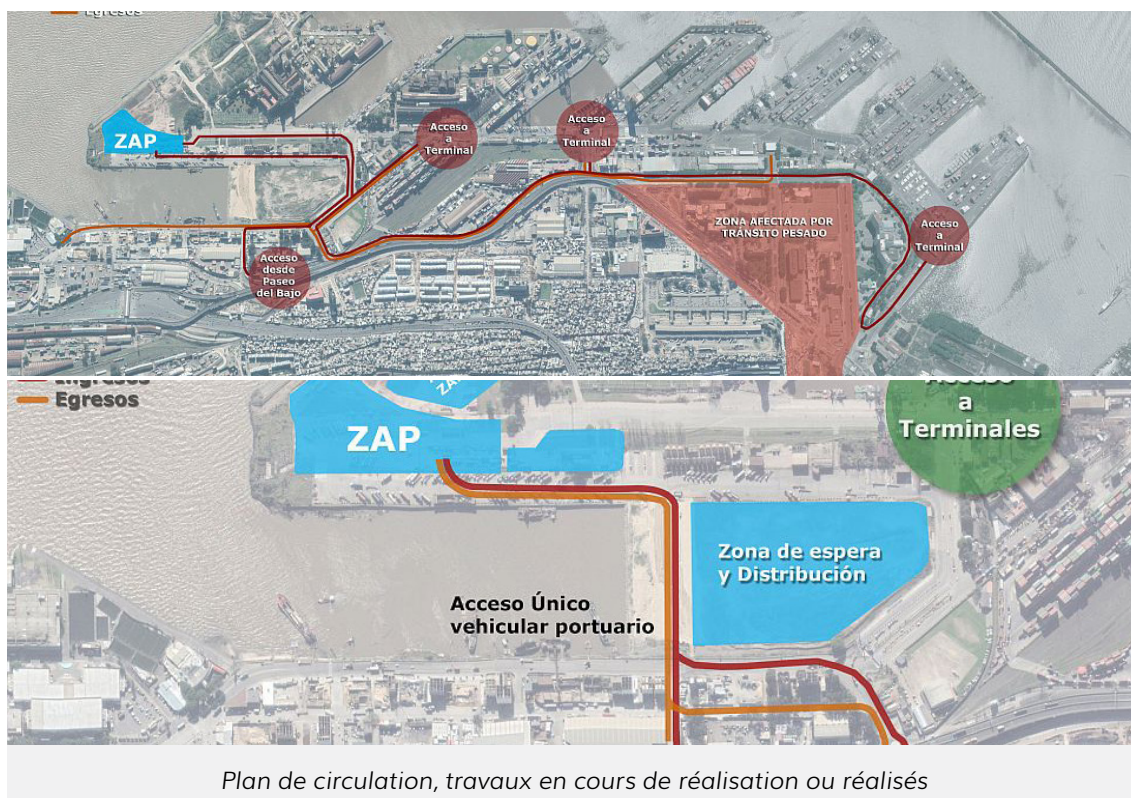 Egresos
ZAP
Acceso
a
Terminal
Acceso
a
Terminal
ZONA AFECTADA POR
TRÁNSITO PESADO
Acceso
a
Terminal
Acceso
desde
Paseo
del Bajo
Ingresos
Egresos
ZAP
Acceso
a
Terminales
Zona de espera
y Distribución
Acceso Único
vehicular portuario
Plan de circulation, travaux en cours de réalisation ou réalisés